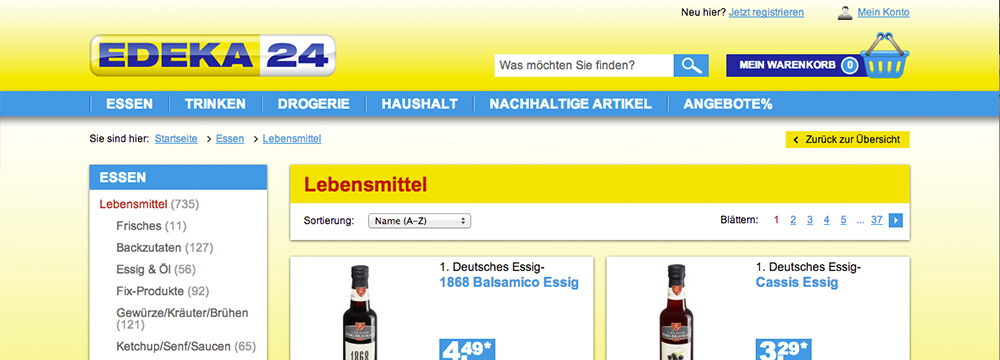 Neu hier? Jetzt registrieren Mein Konto
EDEKA 24
Was möchten Sie finden? MEIN WARENKORB 0
ESSEN TRINKEN DROGERIE HAUSHALT NACHHALTIGE ARTIKEL ANGEBOTE%
Sie sind hier: Startseite > Essen > Lebensmittel
Zurück zur Übersicht
ESSEN
Lebensmittel (735)
Frisches (11)
Backzutaten (127)
Essig & Öl (56)
Fix-Produkte (92)
Gewürze/Kräuter/Brühen
(121)
Ketchup/Senf/Saucen (65)
Lebensmittel
Sortierung: Name (A-Z) Blättern: 1 2 3 4 5 ... 37
1. Deutsches Essig-
1868 Balsamico Essig
1868
4,49*
1. Deutsches Essig-
Cassis Essig
3,29*